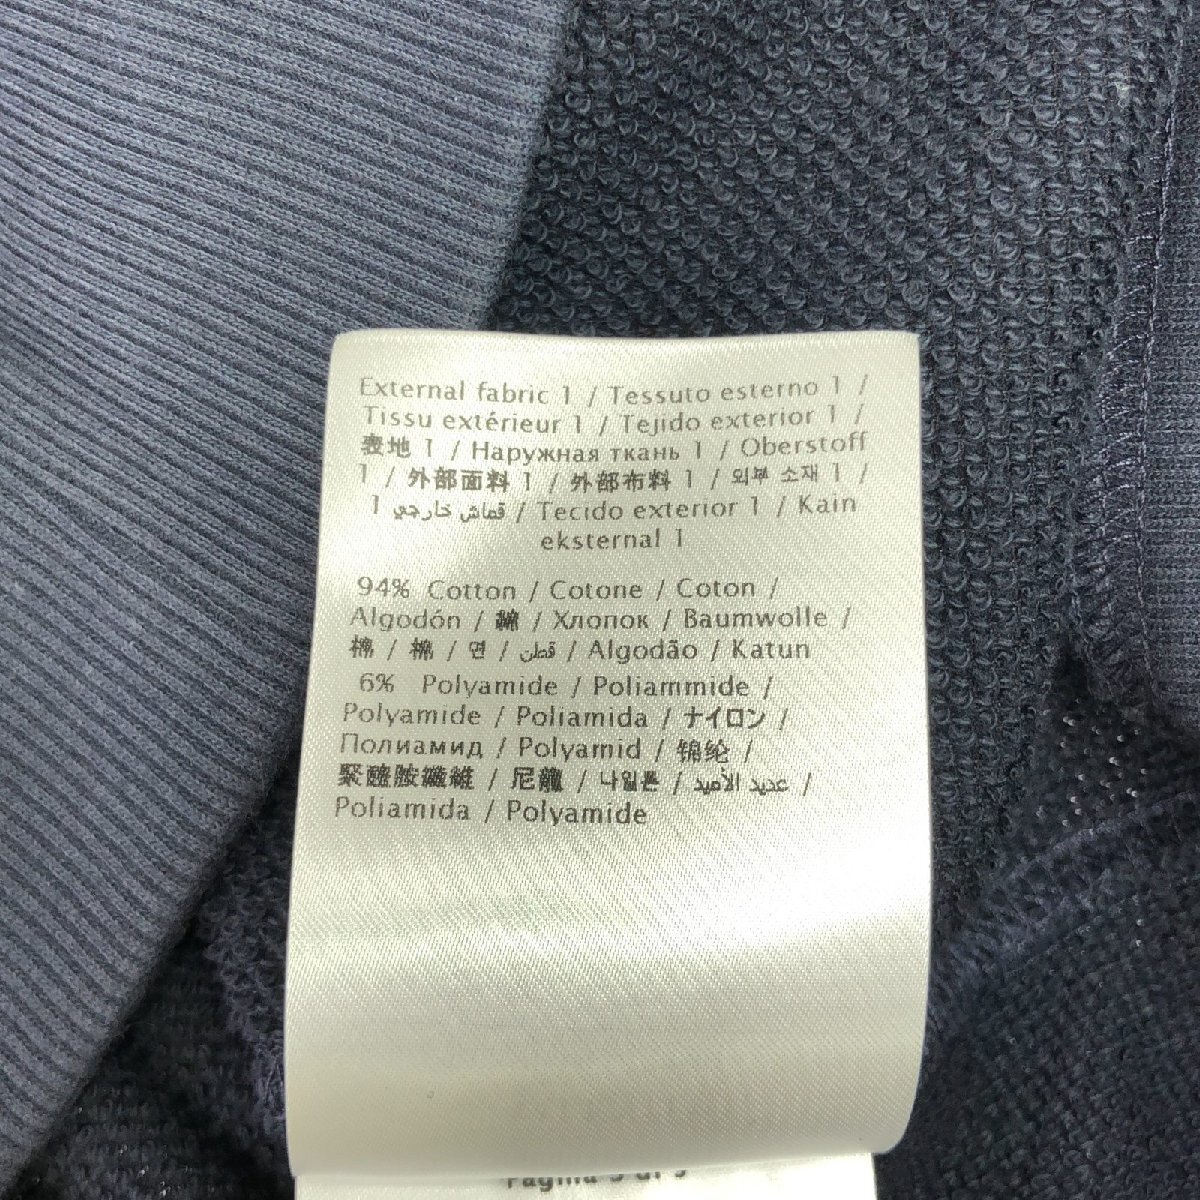 External fabric 1 / Tessuto esterno 1 /
Tissu extérieur 1 / Tejido exterior 1 /
表地 1 / Наружная ткань 1 / Oberstoff
1 / 外部面料 1 / 外部布料 1 / 외부 소재 1 /
قماش خارجي 1 / Tecido exterior 1 / Kain
eksternal 1
94% Cotton / Cotone / Coton /
Algodón / 綿 / Хлопок / Baumwolle /
棉 / 棉 / 면 / قطن / Algodão / Katun
6% Polyamide / Poliammide /
Polyamide / Poliamida / ナイロン /
Полиамид / Polyamid / 锦纶 /
聚醯胺纖維 / 尼龍 / 나일론 / عديد الأميد /
Poliamida / Polyamide
Pagina